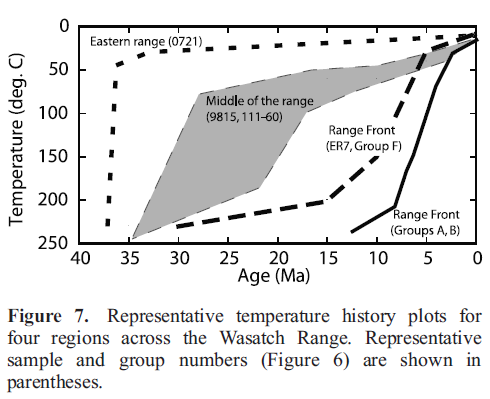 0
50
100
150
200
250
Temperature (deg. C)
Eastern range (0721)
Middle of the range
(9815, 111-60)
Range Front
(ER7, Group F)
Range Front
(Groups A, B)
40 35 30 25 20 15 10 5 0
Age (Ma)
Figure 7. Representative temperature history plots for
four regions across the Wasatch Range. Representative
sample and group numbers (Figure 6) are shown in
parentheses.